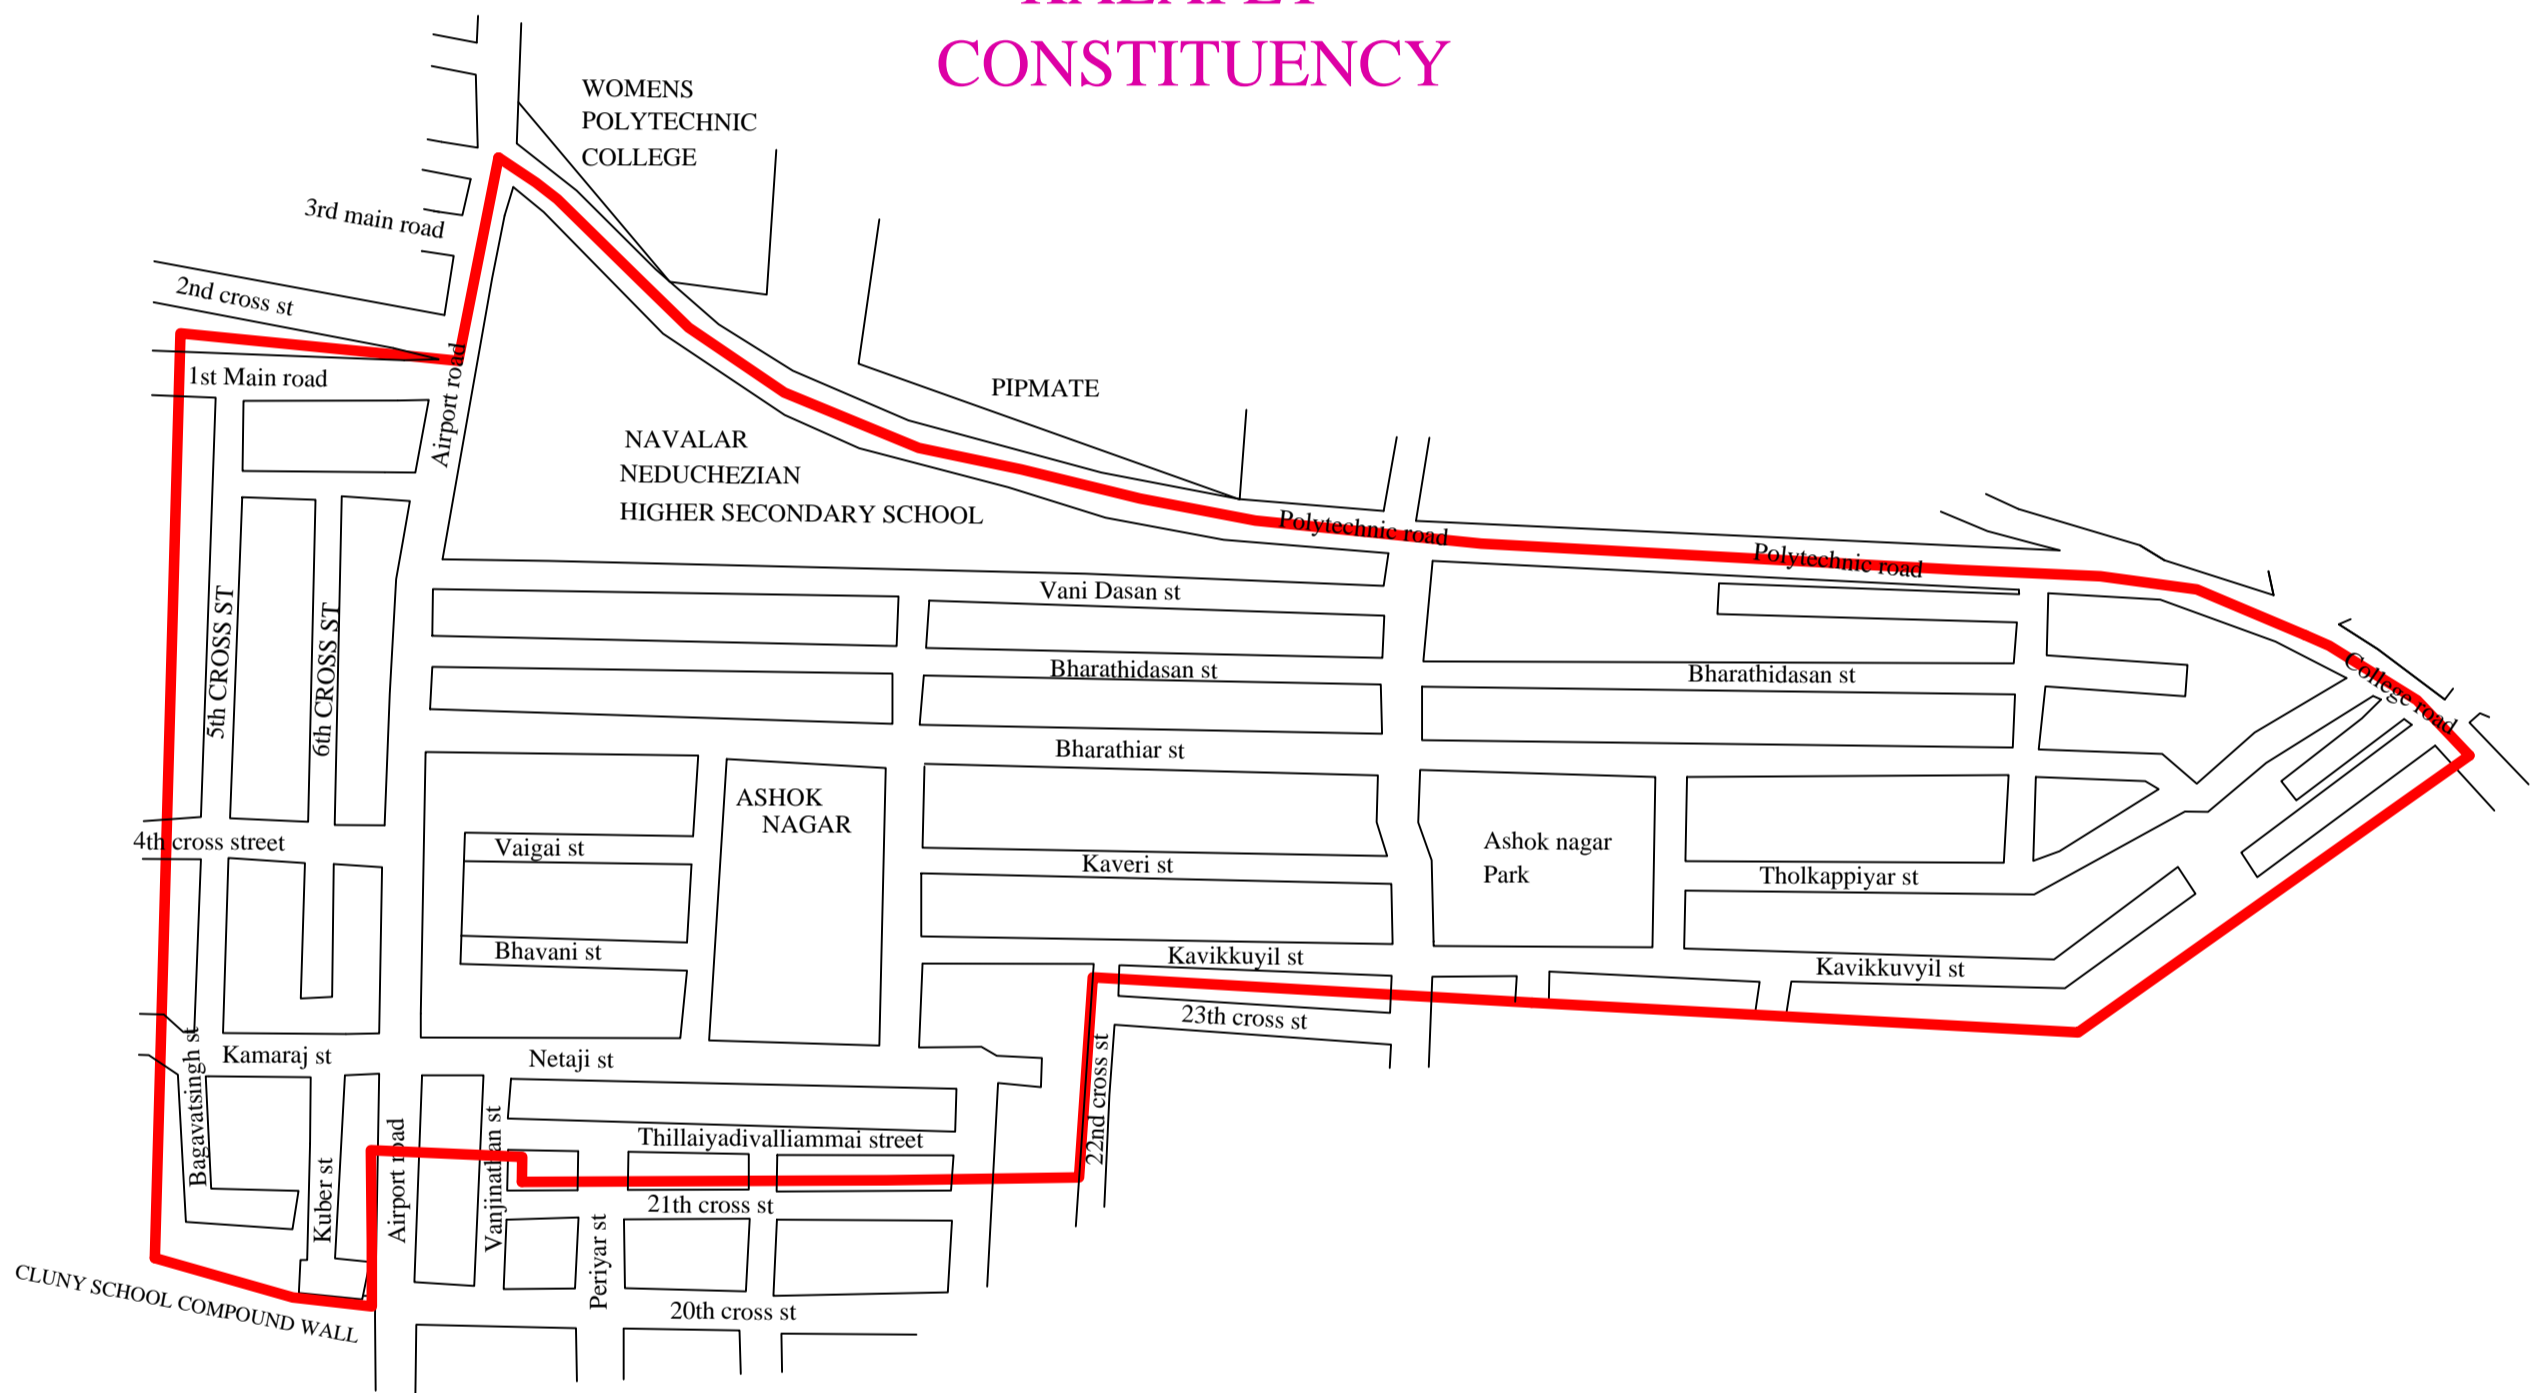 CONSTITUENCY
WOMENS
POLYTECHNIC
COLLEGE
3rd main road
2nd cross st
1st Main road
Airport road
PIPMATE
NAVALAR
NEDUCHEZIAN
HIGHER SECONDARY SCHOOL
Polytechnic road
Polytechnic road
Vani Dasan st
5th CROSS ST
6th CROSS ST
Bharathidasan st
Bharathidasan st
College road
Bharathiar st
ASHOK
NAGAR
4th cross street
Vaigai st
Kaveri st
Ashok nagar
Park
Tholkappiyar st
Bhavani st
Kavikkuyil st
Kavikkuvyil st
23th cross st
22nd cross st
Bagavatsingh st
Kamaraj st
Netaji st
Thillaiyadivalliammai street
Kuber st
Airport road
Vanjinathan st
21th cross st
Periyar st
20th cross st
CLUNY SCHOOL COMPOUND WALL